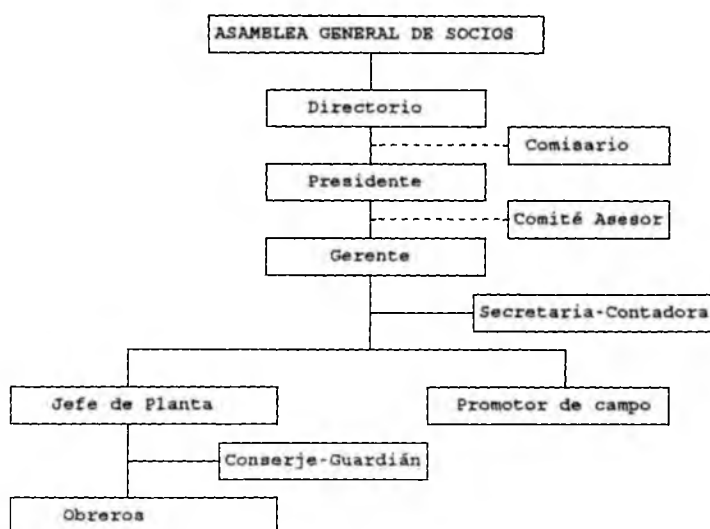 ASAMBLEA GENERAL DE SOCIOS
Directorio
Comisario
Presidente
Comité Asesor
Gerente
Secretaria-Contadora
Jefe de Planta
Promotor de campo
Conserje-Guardián
Obreros